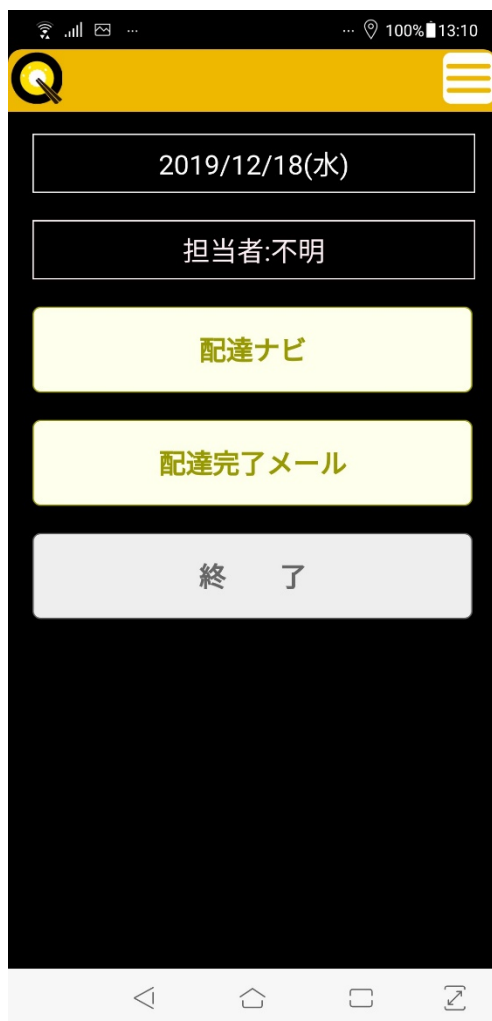 ... ... 100% 13:10
2019/12/18(水)
担当者:不明
配達ナビ
配達完了メール
終　了